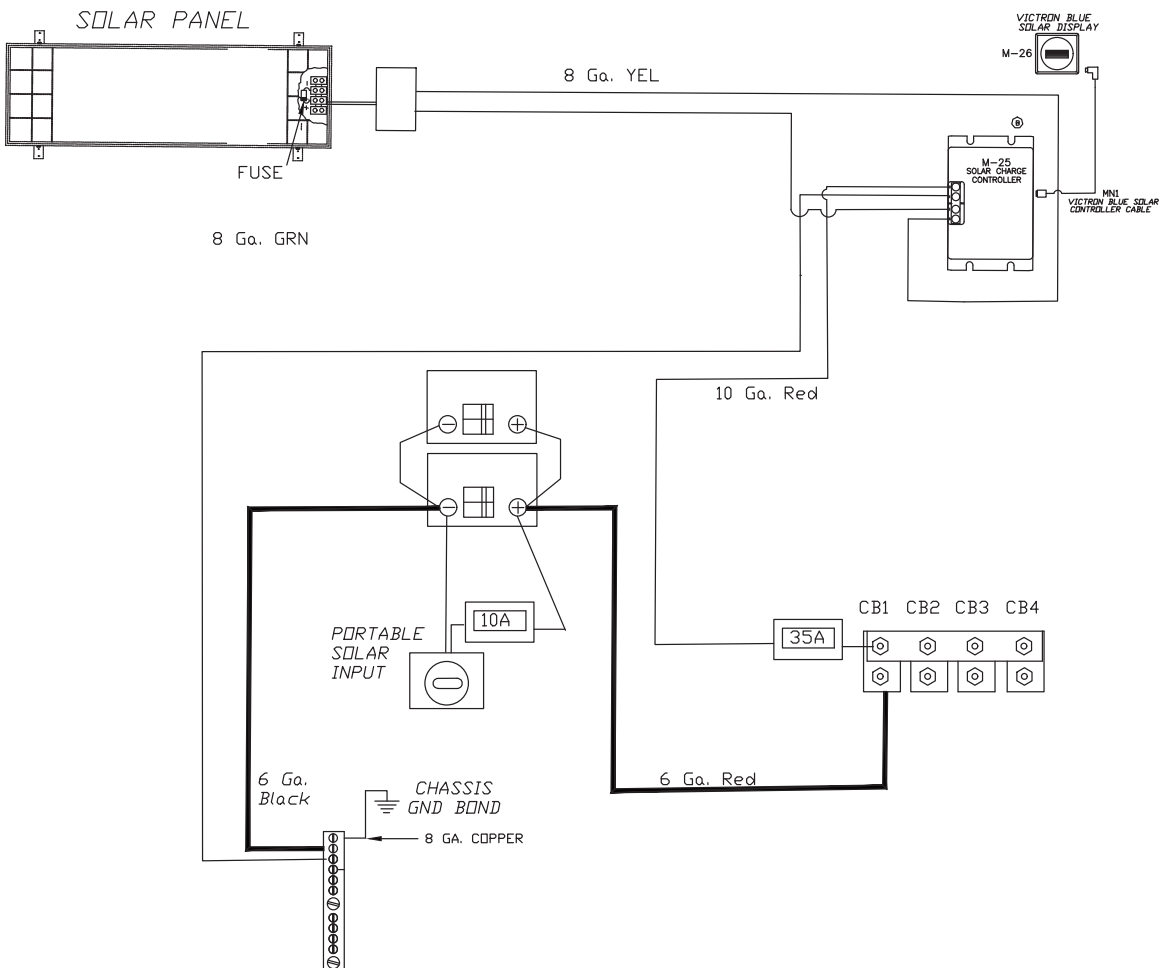 SOLAR PANEL
VICTRON BLUE
SOLAR DISPLAY
M-26
8 Ga. YEL
FUSE
B
M-25
SOLAR CHARGE
CONTROLLER
MN1
VICTRON BLUE SOLAR
CONTROLLER CABLE
8 Ga. GRN
10 Ga. Red
10A
PORTABLE
SOLAR
INPUT
CB1 CB2 CB3 CB4
35A
6 Ga.
Black
CHASSIS
GND BOND
6 Ga. Red
8 GA. COPPER